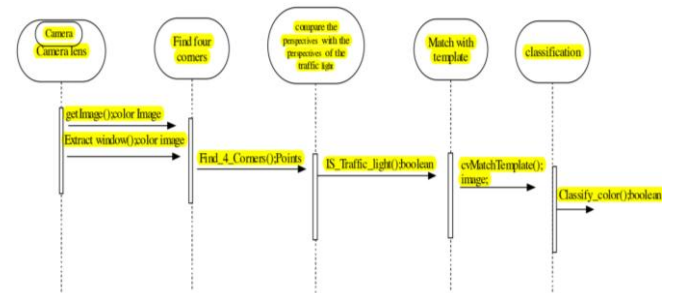 Camera
Camera lens
Find four
corners
compare the
perspectives with the
perspectives of the
traffic light
Match with
template
classification
getImage();color Image
Extract window();color image
Find_4_Corners();Points
IS_Traffic_light();boolean
cvMatchTemplate();
image;
Classify_color();boolean